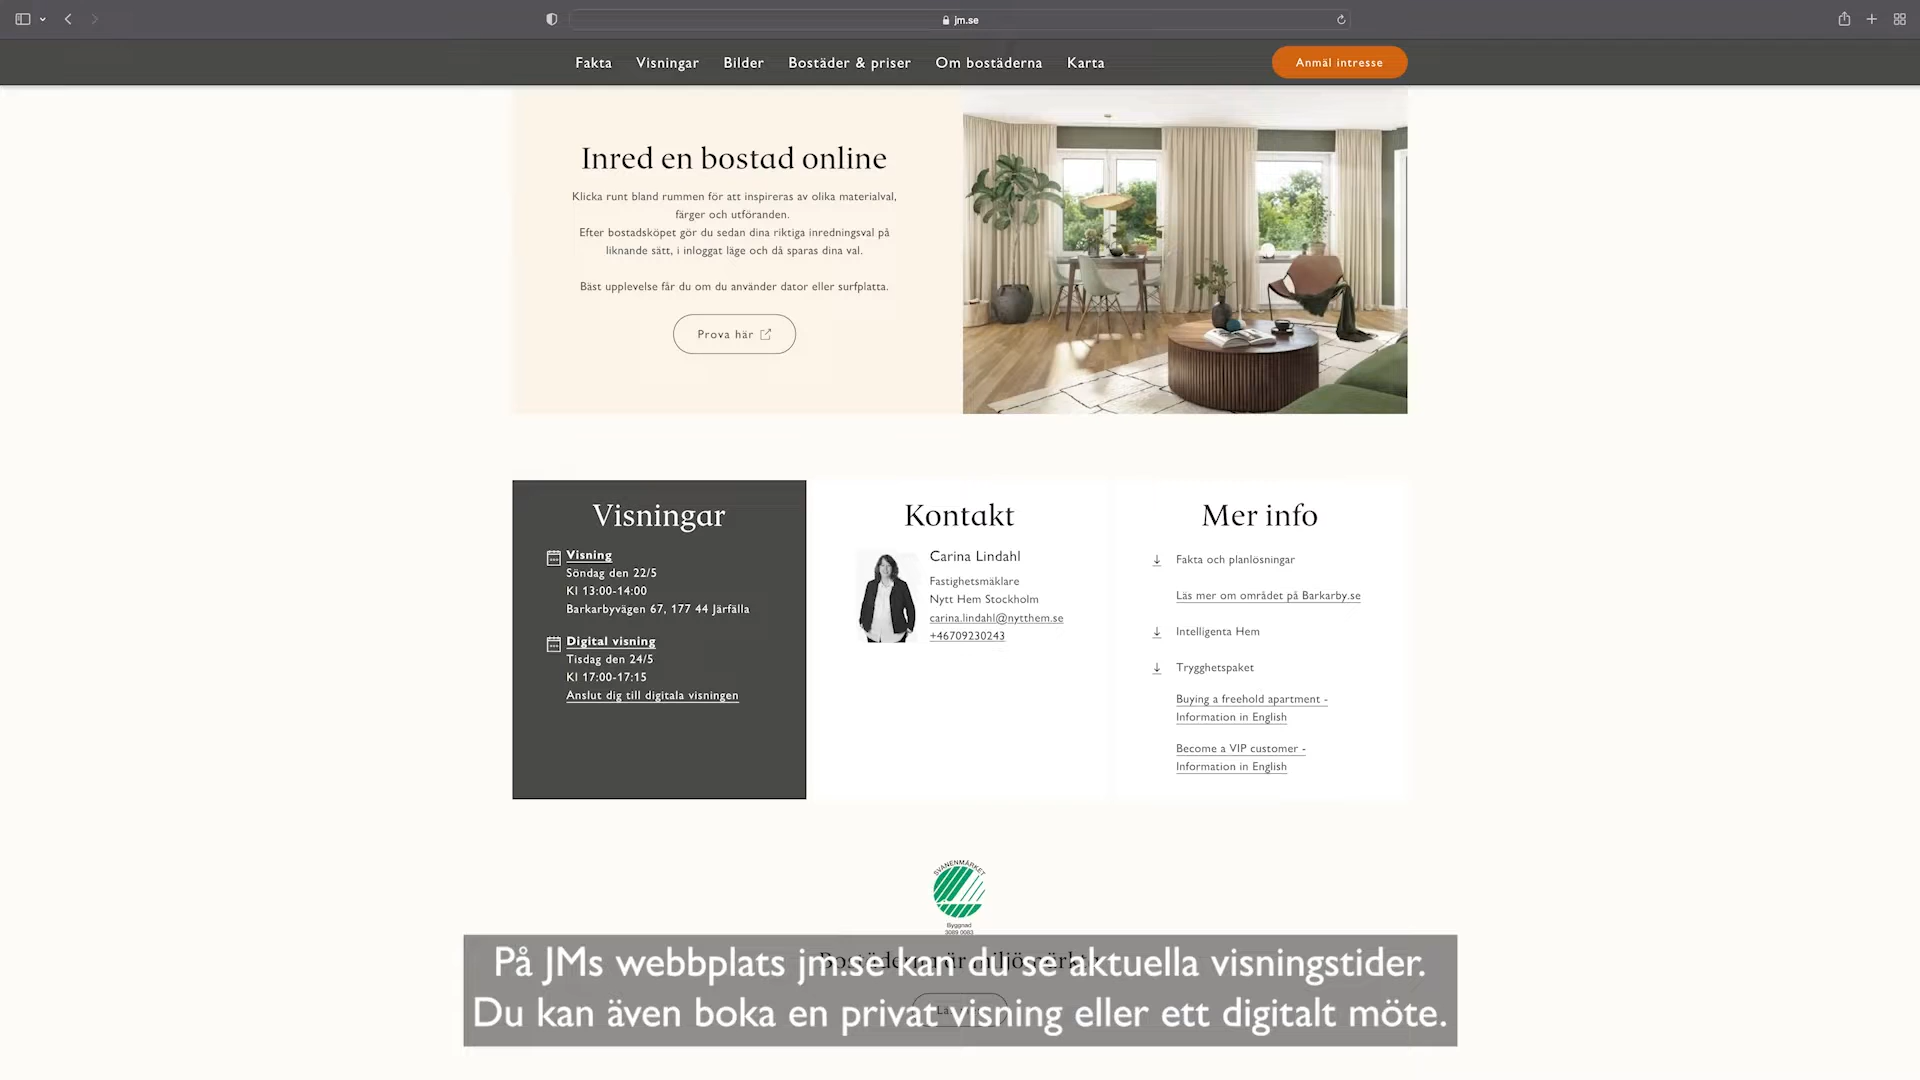 jm.se
Fakta
Visningar
Bilder
Bostäder & priser
Om bostäderna
Karta
Anmäl intresse
Inred en bostad online
Klicka runt bland rummen för att inspireras av olika materialval,
färger och utföranden.
Efter bostadsköpet gör du sedan dina riktiga inredningsval på
liknande sätt, i inloggat läge och då sparas dina val.
Bäst upplevelse får du om du använder dator eller surfplatta.
Prova här
Visningar
Visning
Söndag den 22/5
Kl 13:00-14:00
Barkarbyvägen 67, 177 44 Järfälla
Digital visning
Tisdag den 24/5
Kl 17:00-17:15
Anslut dig till digitala visningen
Kontakt
Carina Lindahl
Fastighetsmäklare
Nytt Hem Stockholm
carina.lindahl@nytthem.se
+46709230243
Mer info
Fakta och planlösningar
Läs mer om området på Barkarby.se
Intelligenta Hem
Trygghetspaket
Buying a freehold apartment -
Information in English
Become a VIP customer -
Information in English
SVANENMÄRKET
Byggnad
3089 0083
På JMs webbplats jm.se kan du se aktuella visningstider.
Du kan även boka en privat visning eller ett digitalt möte.